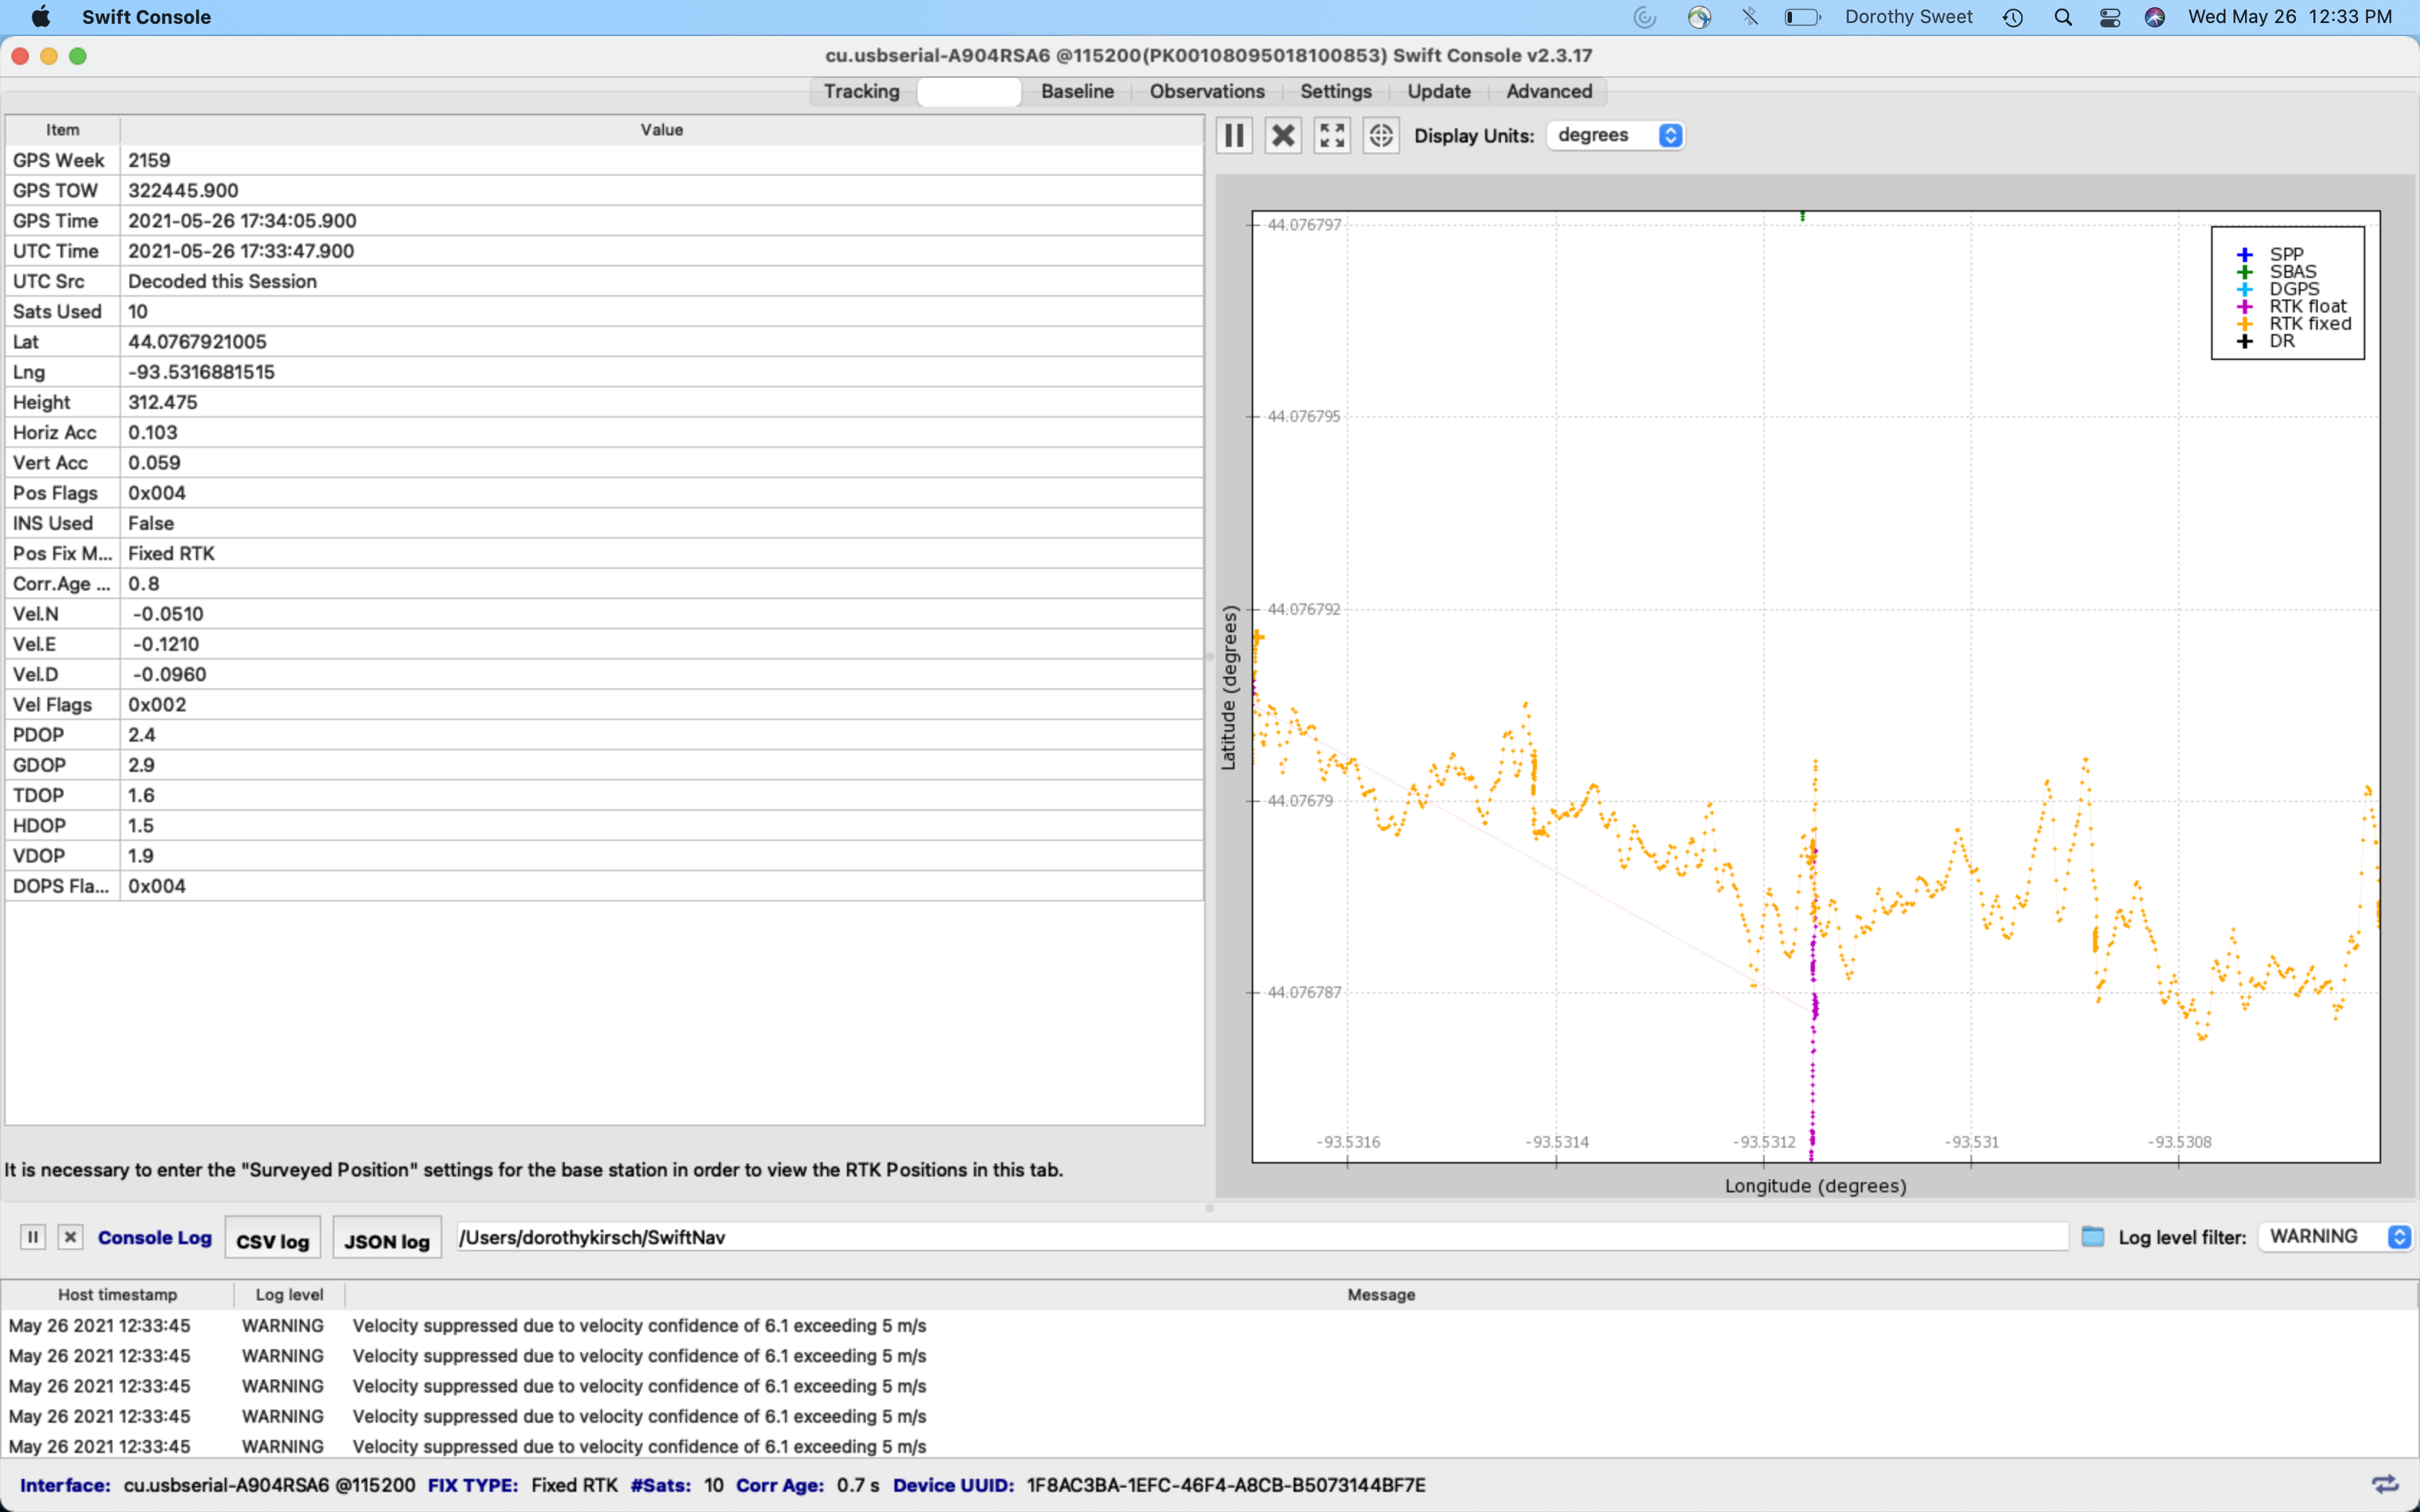 Swift Console Dorothy Sweet Wed May 26 12:33 PM
cu.usbserial-A904RSA6 @115200(PK00108095018100853) Swift Console v2.3.17
Tracking Baseline Observations Settings Update Advanced
Item Value
GPS Week 2159
GPS TOW 322445.900
GPS Time 2021-05-26 17:34:05.900
UTC Time 2021-05-26 17:33:47.900
UTC Src Decoded this Session
Sats Used 10
Lat 44.0767921005
Lng -93.5316881515
Height 312.475
Horiz Acc 0.103
Vert Acc 0.059
Pos Flags 0x004
INS Used False
Pos Fix M... Fixed RTK
Corr.Age ... 0.8
Vel.N -0.0510
Vel.E -0.1210
Vel.D -0.0960
Vel Flags 0x002
PDOP 2.4
GDOP 2.9
TDOP 1.6
HDOP 1.5
VDOP 1.9
DOPS Fla... 0x004
It is necessary to enter the "Surveyed Position" settings for the base station in order to view the RTK Positions in this tab.
Display Units: degrees
44.076797
44.076795
44.076792
44.07679
44.076787
Latitude (degrees)
SPP
SBAS
DGPS
RTK float
RTK fixed
DR
-93.5316 -93.5314 -93.5312 -93.531 -93.5308
Longitude (degrees)
Console Log CSV log JSON log /Users/dorothykirsch/SwiftNav Log level filter: WARNING
Host timestamp Log level Message
May 26 2021 12:33:45 WARNING Velocity suppressed due to velocity confidence of 6.1 exceeding 5 m/s
May 26 2021 12:33:45 WARNING Velocity suppressed due to velocity confidence of 6.1 exceeding 5 m/s
May 26 2021 12:33:45 WARNING Velocity suppressed due to velocity confidence of 6.1 exceeding 5 m/s
May 26 2021 12:33:45 WARNING Velocity suppressed due to velocity confidence of 6.1 exceeding 5 m/s
May 26 2021 12:33:45 WARNING Velocity suppressed due to velocity confidence of 6.1 exceeding 5 m/s
Interface: cu.usbserial-A904RSA6 @115200 FIX TYPE: Fixed RTK #Sats: 10 Corr Age: 0.7 s Device UUID: 1F8AC3BA-1EFC-46F4-A8CB-B5073144BF7E